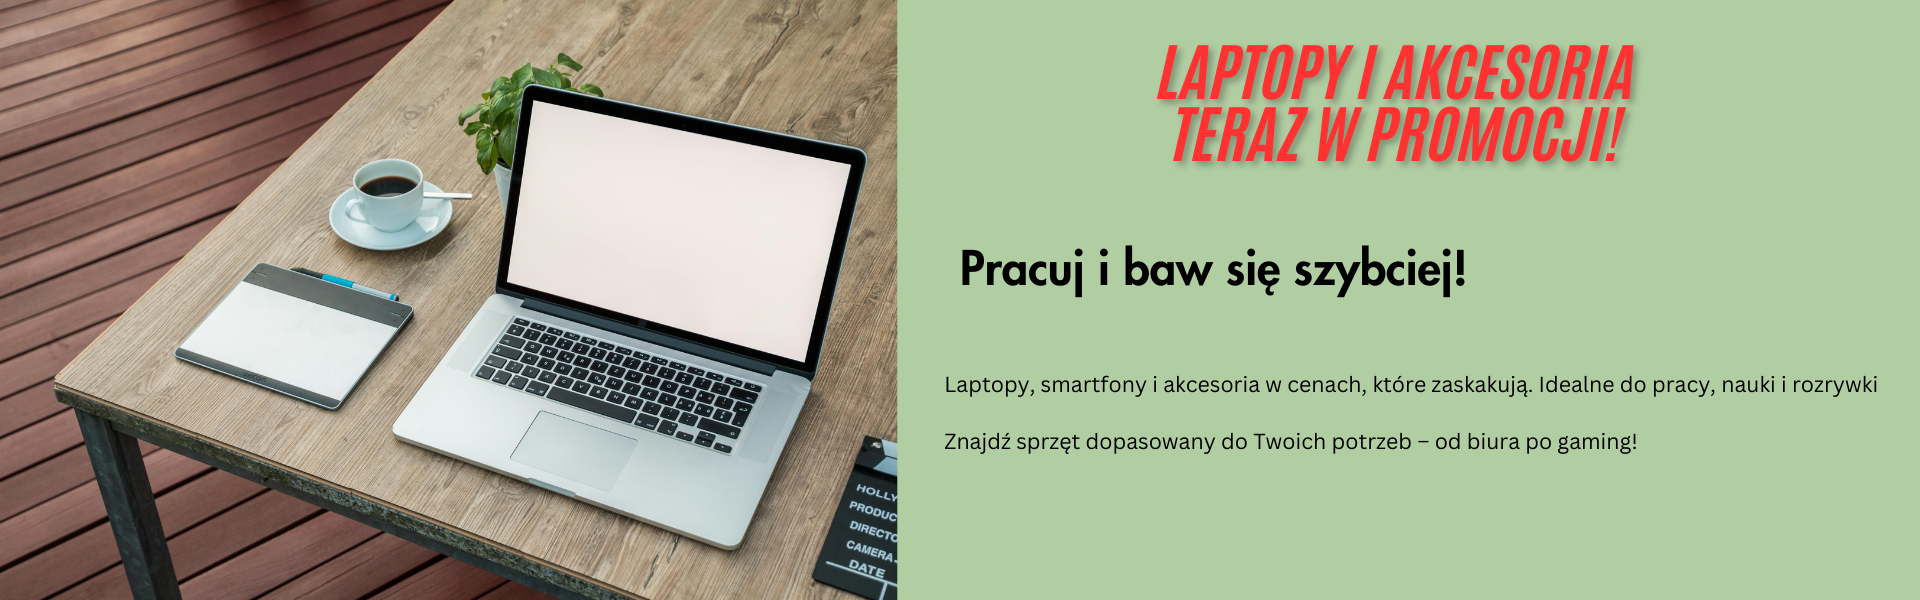 LAPTOPY I AKCESORIA
TERAZ W PROMOCJI!
Pracuj i baw się szybciej!
Laptopy, smartfony i akcesoria w cenach, które zaskakują. Idealne do pracy, nauki i rozrywki
Znajdź sprzęt dopasowany do Twoich potrzeb – od biura po gaming!
HOLLY
PRODUC
DIRECTO
CAMERA
DATE